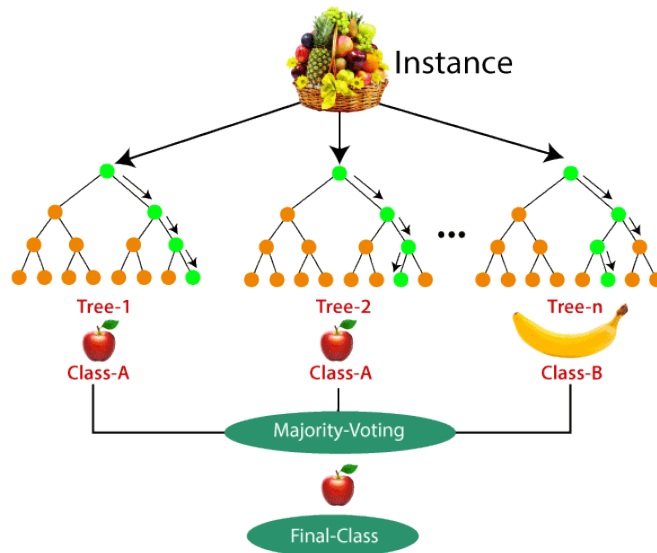 Instance
...
Tree-1
Tree-2
Tree-n
Class-A
Class-A
Class-B
Majority-Voting
Final-Class